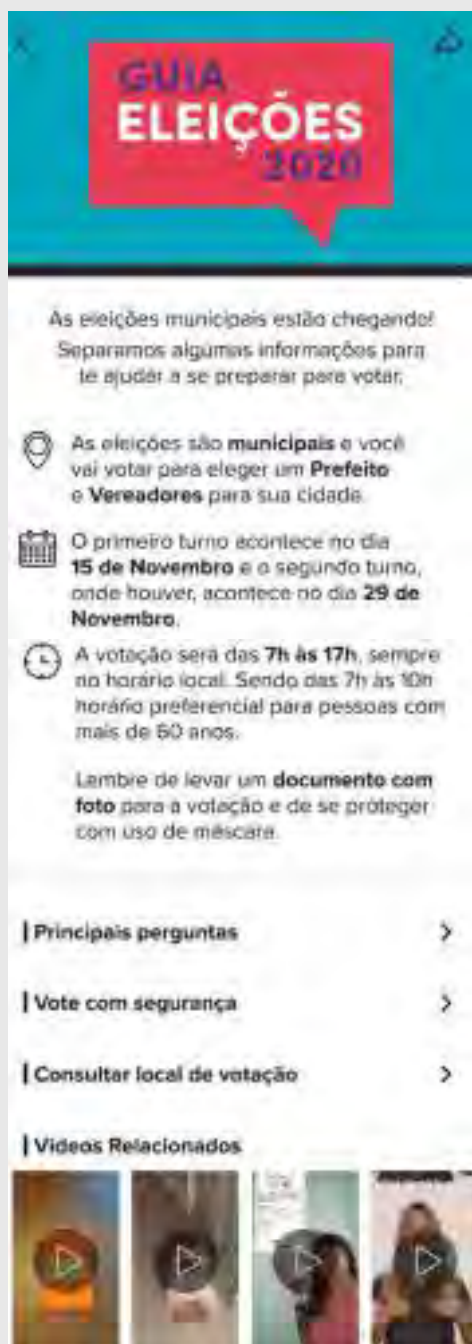 GUIA
ELEIÇÕES
2020
As eleições municipais estão chegando!
Separamos algumas informações para
te ajudar a se preparar para votar.
As eleições são municipais e você
vai votar para eleger um Prefeito
e Vereadores para sua cidade.
O primeiro turno acontece no dia
15 de Novembro e o segundo turno,
onde houver, acontece no dia 29 de
Novembro.
A votação será das 7h às 17h, sempre
no horário local. Sendo das 7h às 10h
horário preferencial para pessoas com
mais de 60 anos.
Lembre de levar um documento com
foto para a votação e de se proteger
com uso de máscara.
Principais perguntas
Vote com segurança
Consultar local de votação
Vídeos Relacionados